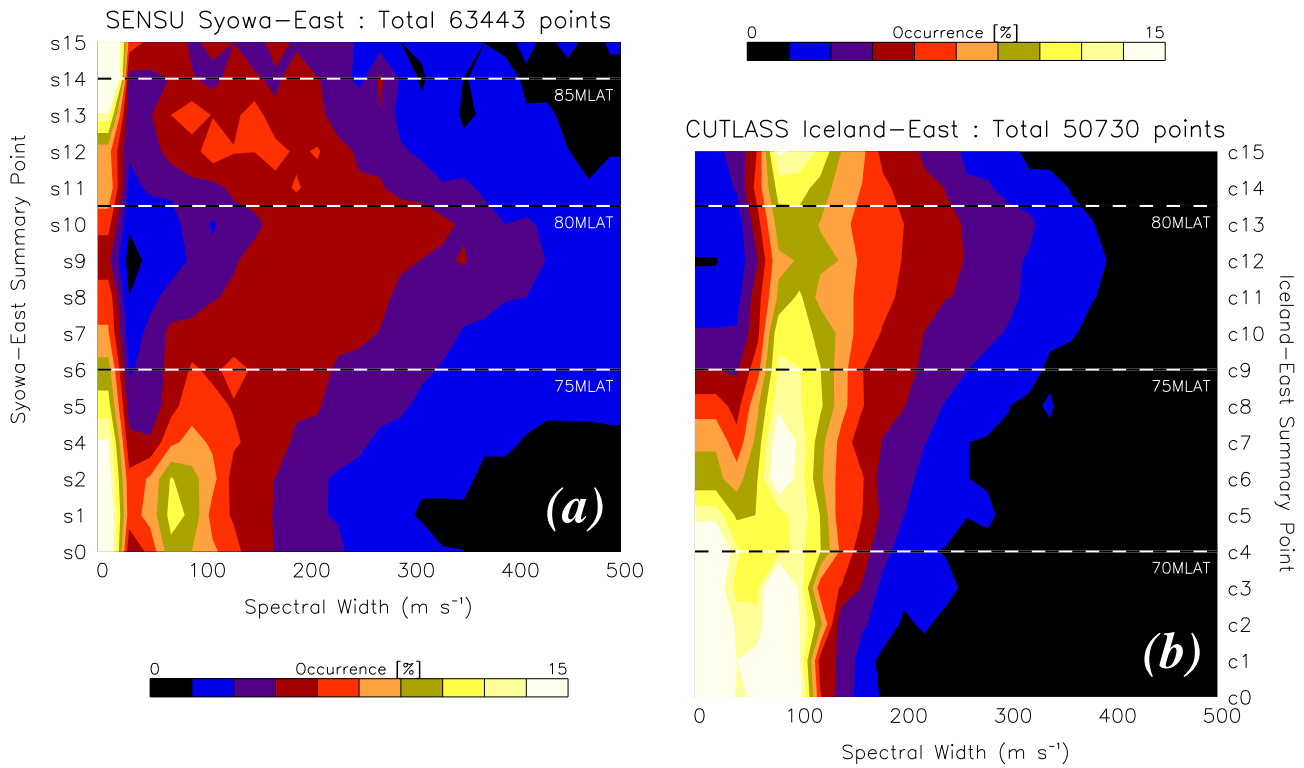 SENSU Syowa-East : Total 63443 points
s15
s14
s13
s12
s11
s10
s9
s8
s7
s6
s5
s4
s2
s1
s0
Syowa-East Summary Point
85MLAT
80MLAT
75MLAT
(a)
0 100 200 300 400 500
Spectral Width (m s⁻¹)
0 Occurrence [%] 15
0 Occurrence [%] 15
CUTLASS Iceland-East : Total 50730 points
c15
c14
c13
c12
c11
c10
c9
c8
c7
c6
c5
c4
c3
c2
c1
c0
Iceland-East Summary Point
80MLAT
75MLAT
70MLAT
(b)
0 100 200 300 400 500
Spectral Width (m s⁻¹)